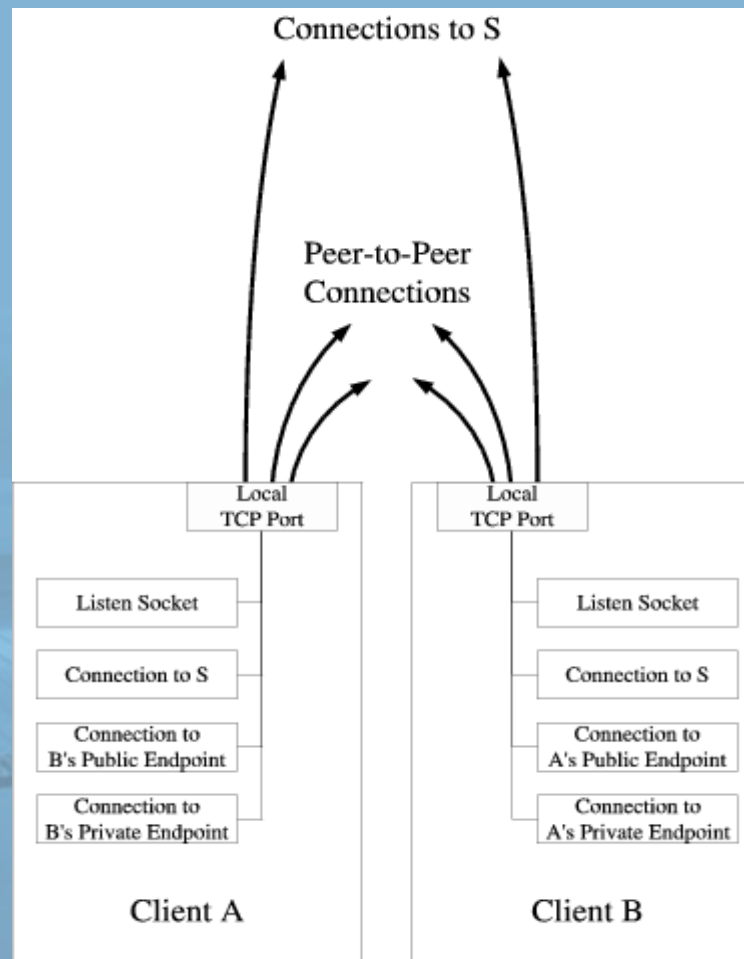 Connections to S
Peer-to-Peer
Connections
Local
TCP Port
Listen Socket
Connection to S
Connection to
B's Public Endpoint
Connection to
B's Private Endpoint
Client A
Local
TCP Port
Listen Socket
Connection to S
Connection to
A's Public Endpoint
Connection to
A's Private Endpoint
Client B